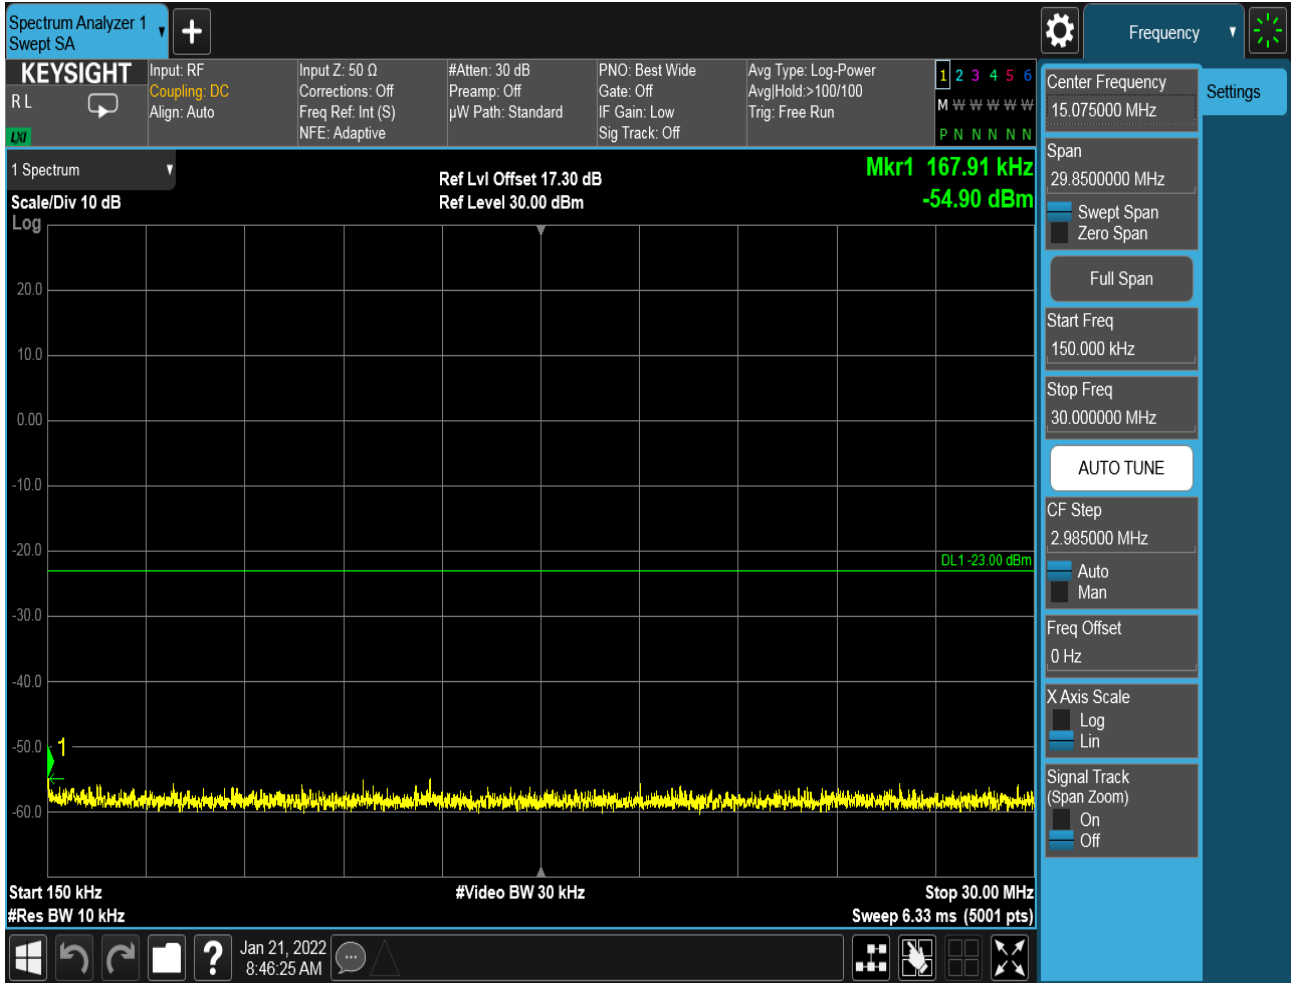 Spectrum Analyzer 1
Swept SA
+
Frequency
KEYSIGHT
R L
LXI
Input: RF
Coupling: DC
Align: Auto
Input Z: 50 Ω
Corrections: Off
Freq Ref: Int (S)
NFE: Adaptive
#Atten: 30 dB
Preamp: Off
µW Path: Standard
PNO: Best Wide
Gate: Off
IF Gain: Low
Sig Track: Off
Avg Type: Log-Power
Avg|Hold:>100/100
Trig: Free Run
1 2 3 4 5 6
M W W W W W
P N N N N N
1 Spectrum
Scale/Div 10 dB
Log
Ref Lvl Offset 17.30 dB
Ref Level 30.00 dBm
Mkr1 167.91 kHz
-54.90 dBm
20.0
10.0
0.00
-10.0
-20.0
DL1 -23.00 dBm
-30.0
-40.0
-50.0
1
-60.0
Start 150 kHz
#Res BW 10 kHz
#Video BW 30 kHz
Stop 30.00 MHz
Sweep 6.33 ms (5001 pts)
Center Frequency
15.075000 MHz
Settings
Span
29.8500000 MHz
Swept Span
Zero Span
Full Span
Start Freq
150.000 kHz
Stop Freq
30.000000 MHz
AUTO TUNE
CF Step
2.985000 MHz
Auto
Man
Freq Offset
0 Hz
X Axis Scale
Log
Lin
Signal Track
(Span Zoom)
On
Off
?
Jan 21, 2022
8:46:25 AM